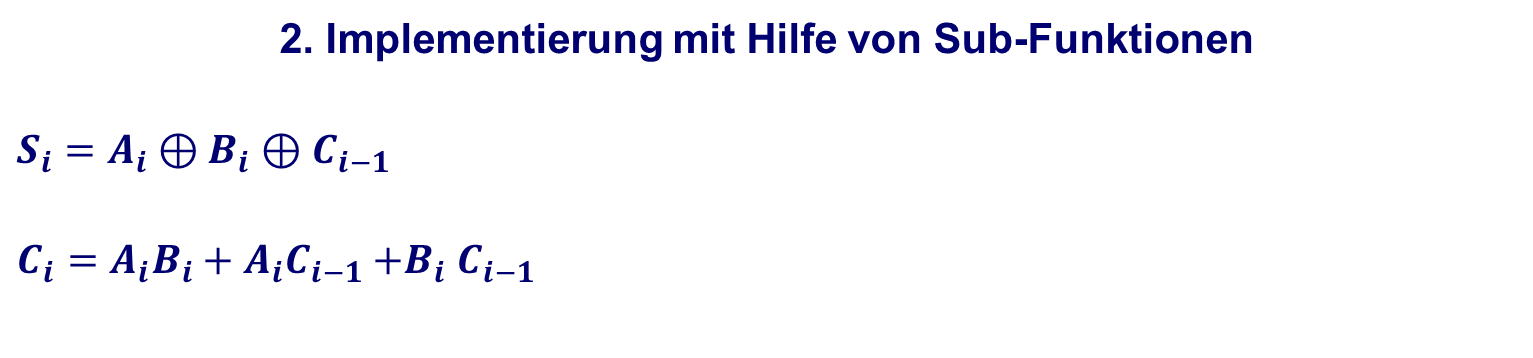 2. Implementierung mit Hilfe von Sub-Funktionen
Sᵢ = Aᵢ ⊕ Bᵢ ⊕ Cᵢ₋₁
Cᵢ = AᵢBᵢ + AᵢCᵢ₋₁ +Bᵢ Cᵢ₋₁